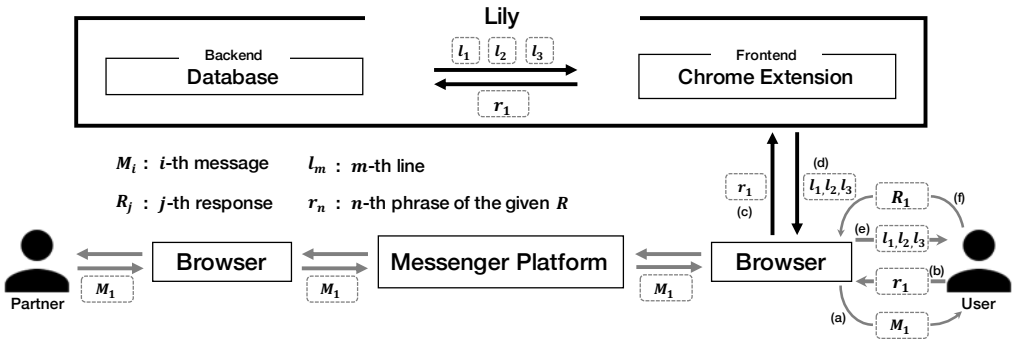 Lily
Backend
Database
l₁ l₂ l₃
r₁
Frontend
Chrome Extension
Mᵢ : i-th message
lₘ : m-th line
Rⱼ : j-th response
rₙ : n-th phrase of the given R
r₁
(c)
(d)
l₁,l₂,l₃
R₁
(f)
(e)
l₁,l₂,l₃
(b)
r₁
(a)
M₁
Partner
M₁
Browser
M₁
Messenger Platform
M₁
Browser
User